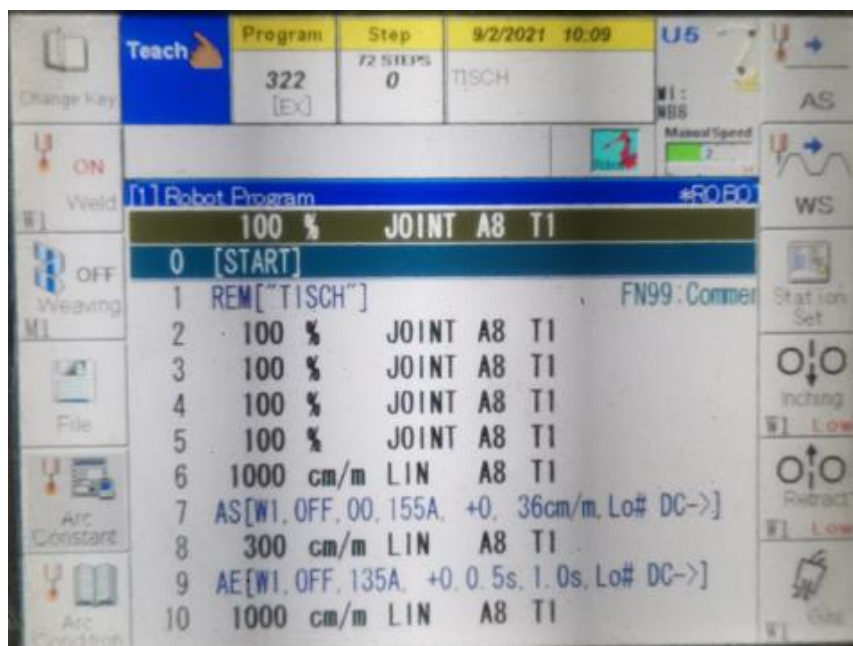 Change Key
Teach
Program
322
[EX]
Step
72 STEPS
0
9/2/2021 10:09
TISCH
U5
M1:
NB6
AS
ON
Weld
W1
Manual Speed
2
WS
[1] Robot Program
*ROBOT
100 % JOINT A8 T1
0 [START]
1 REM["TISCH"] FN99:Commen
2 100 % JOINT A8 T1
3 100 % JOINT A8 T1
4 100 % JOINT A8 T1
5 100 % JOINT A8 T1
6 1000 cm/m LIN A8 T1
7 AS[W1,OFF,00,155A, +0, 36cm/m,Lo# DC->]
8 300 cm/m LIN A8 T1
9 AE[W1,OFF,135A, +0,0.5s,1.0s,Lo# DC->]
10 1000 cm/m LIN A8 T1
OFF
Weaving
M1
File
Arc
Constant
Arc
Condition
Station
Set
Inching
W1 Low
Retract
W1 Low
Gas
W1